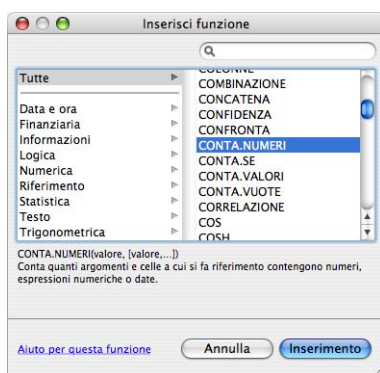 Inserisci funzione
Tutte
Data e ora
Finanziaria
Informazioni
Logica
Numerica
Riferimento
Statistica
Testo
Trigonometrica
COLONNE
COMBINAZIONE
CONCATENA
CONFIDENZA
CONFRONTA
CONTA.NUMERI
CONTA.SE
CONTA.VALORI
CONTA.VUOTE
CORRELAZIONE
COS
COSH
CONTA.NUMERI(valore, [valore,...])
Conta quanti argomenti e celle a cui si fa riferimento contengono numeri,
espressioni numeriche o date.
Aiuto per questa funzione
Annulla
Inserimento